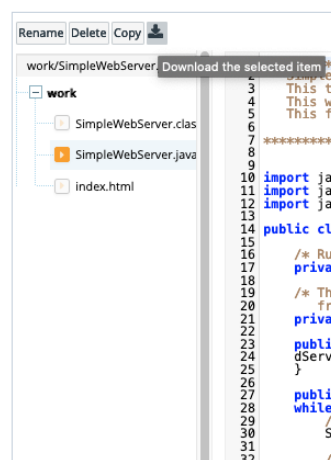 Rename Delete Copy
work/SimpleWebServer. Download the selected item
work
SimpleWebServer.clas
SimpleWebServer.java
index.html
2 Simple
3 This t
4 This w
5 This f
6
7 **********
8
9
10 import ja
11 import ja
12 import ja
13
14 public cl
15
16 /* Ru
17 priva
18
19 /* Th
20 fr
21 priva
22
23 publi
24 dServ
25 }
26
27 publi
28 while
29 /
30 S
31
32 /